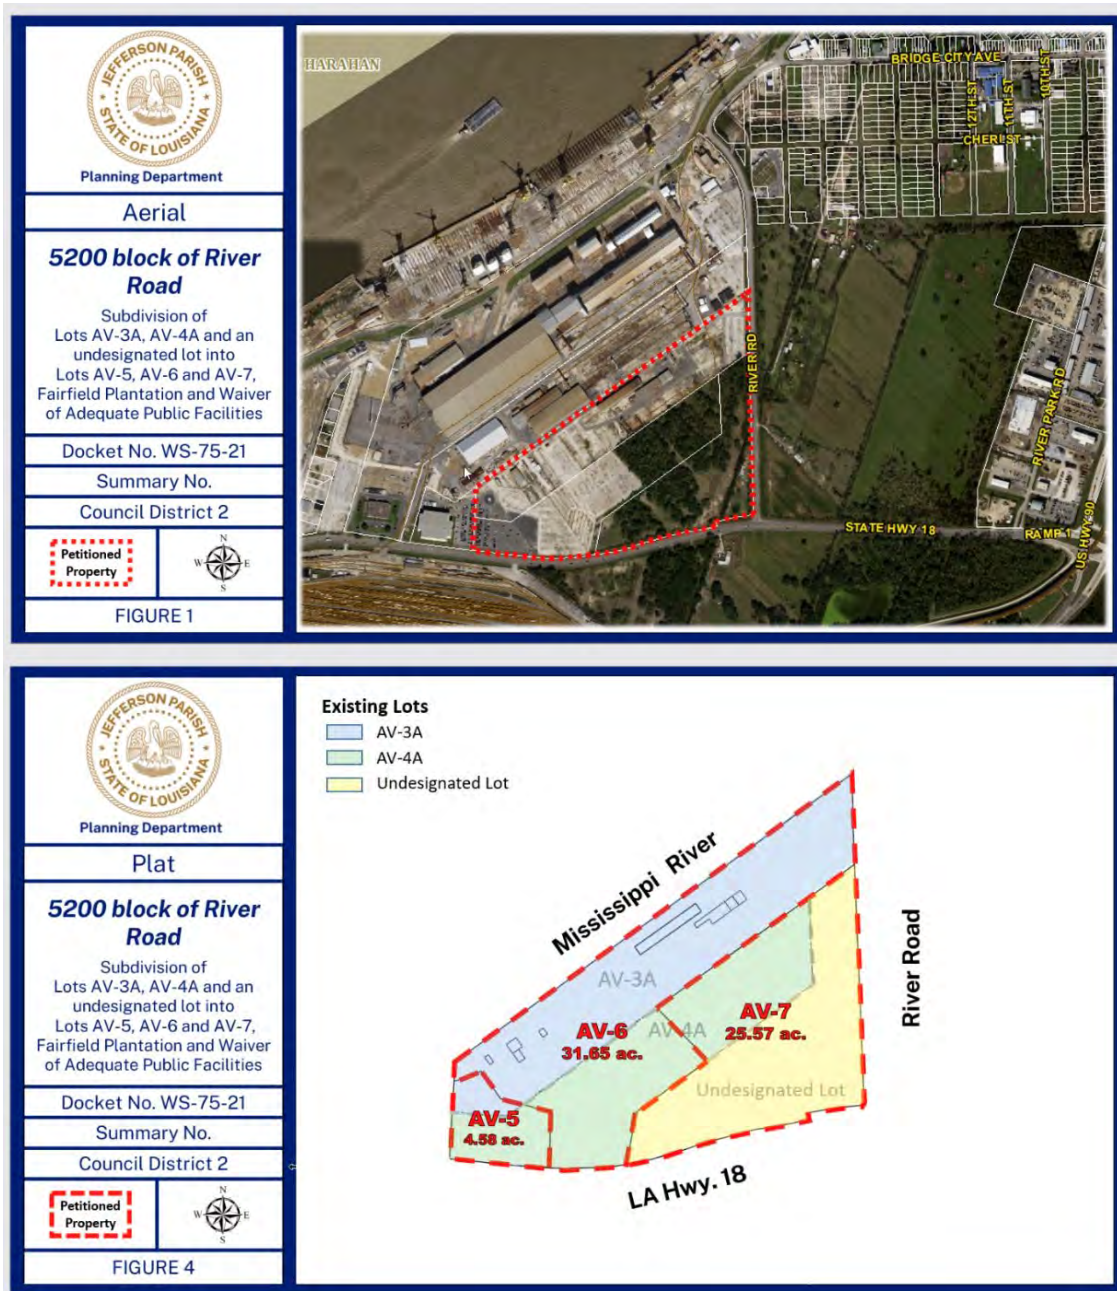 JEFFERSON PARISH
STATE OF LOUISIANA
Planning Department
Aerial
5200 block of River
Road
Subdivision of
Lots AV-3A, AV-4A and an
undesignated lot into
Lots AV-5, AV-6 and AV-7,
Fairfield Plantation and Waiver
of Adequate Public Facilities
Docket No. WS-75-21
Summary No.
Council District 2
Petitioned
Property
N
W E
S
FIGURE 1
HARAHAN
BRIDGE CITY AVE
12TH ST
11TH ST
10TH ST
CHERI ST
RIVER RD
RIVER PARK RD
STATE HWY 18
RAMP 1
US HWY 90
JEFFERSON PARISH
STATE OF LOUISIANA
Planning Department
Plat
5200 block of River
Road
Subdivision of
Lots AV-3A, AV-4A and an
undesignated lot into
Lots AV-5, AV-6 and AV-7,
Fairfield Plantation and Waiver
of Adequate Public Facilities
Docket No. WS-75-21
Summary No.
Council District 2
Petitioned
Property
N
W E
S
FIGURE 4
Existing Lots
AV-3A
AV-4A
Undesignated Lot
Mississippi River
River Road
AV-3A
AV-6
31.65 ac.
AV-4A
AV-7
25.57 ac.
Undesignated Lot
AV-5
4.58 ac.
LA Hwy. 18